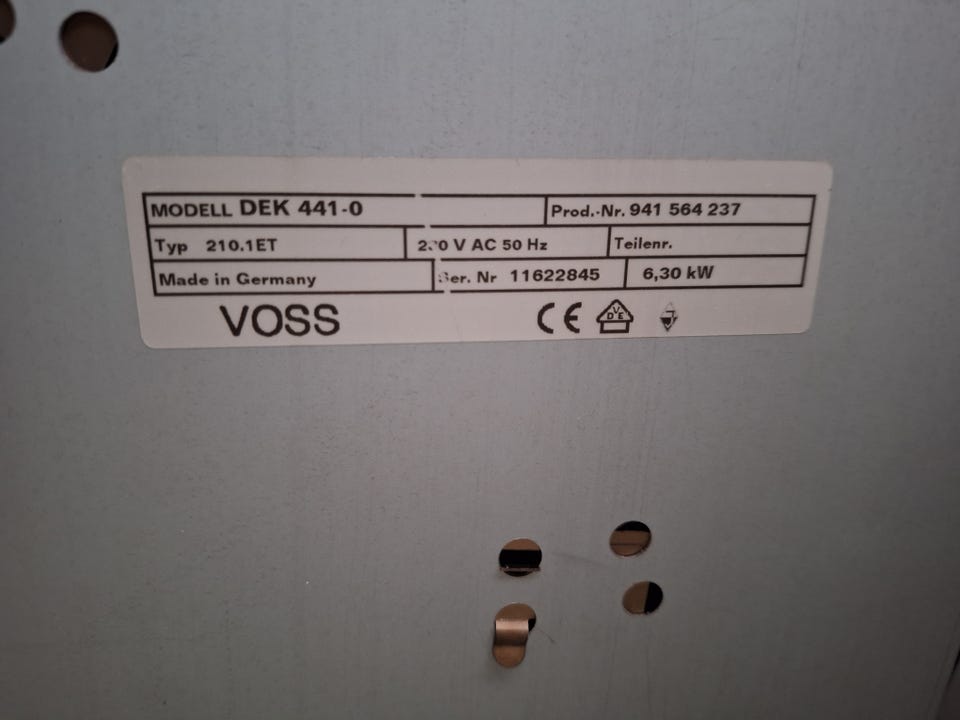 MODELL DEK 441-0 Prod.-Nr. 941 564 237
Typ 210.1ET V AC 50 Hz Teilenr.
Made in Germany Ser. Nr 11622845 6,30 kW
VOSS CE VDE